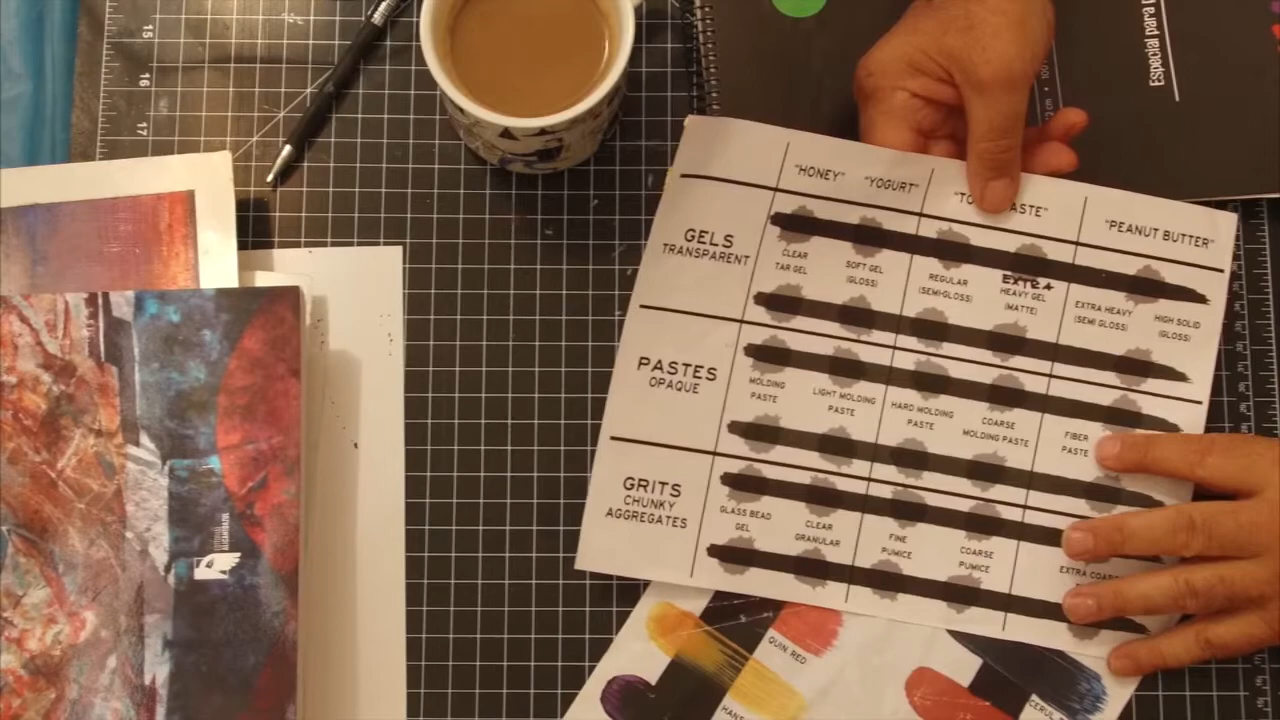 15
16
17
Especial para
"HONEY" "YOGURT" "PEANUT BUTTER"
GELS
TRANSPARENT
CLEAR
TAR GEL
SOFT GEL
(GLOSS)
REGULAR
(SEMI-GLOSS)
EXTRA
HEAVY GEL
(MATTE)
EXTRA HEAVY
(SEMI GLOSS)
HIGH SOLID
(GLOSS)
PASTES
OPAQUE
MOLDING
PASTE
LIGHT MOLDING
PASTE
HARD MOLDING
PASTE
COARSE
MOLDING PASTE
FIBER
PASTE
GRITS
CHUNKY
AGGREGATES
GLASS BEAD
GEL
CLEAR
GRANULAR
FINE
PUMICE
COARSE
PUMICE
EXTRA
QUIN. RED